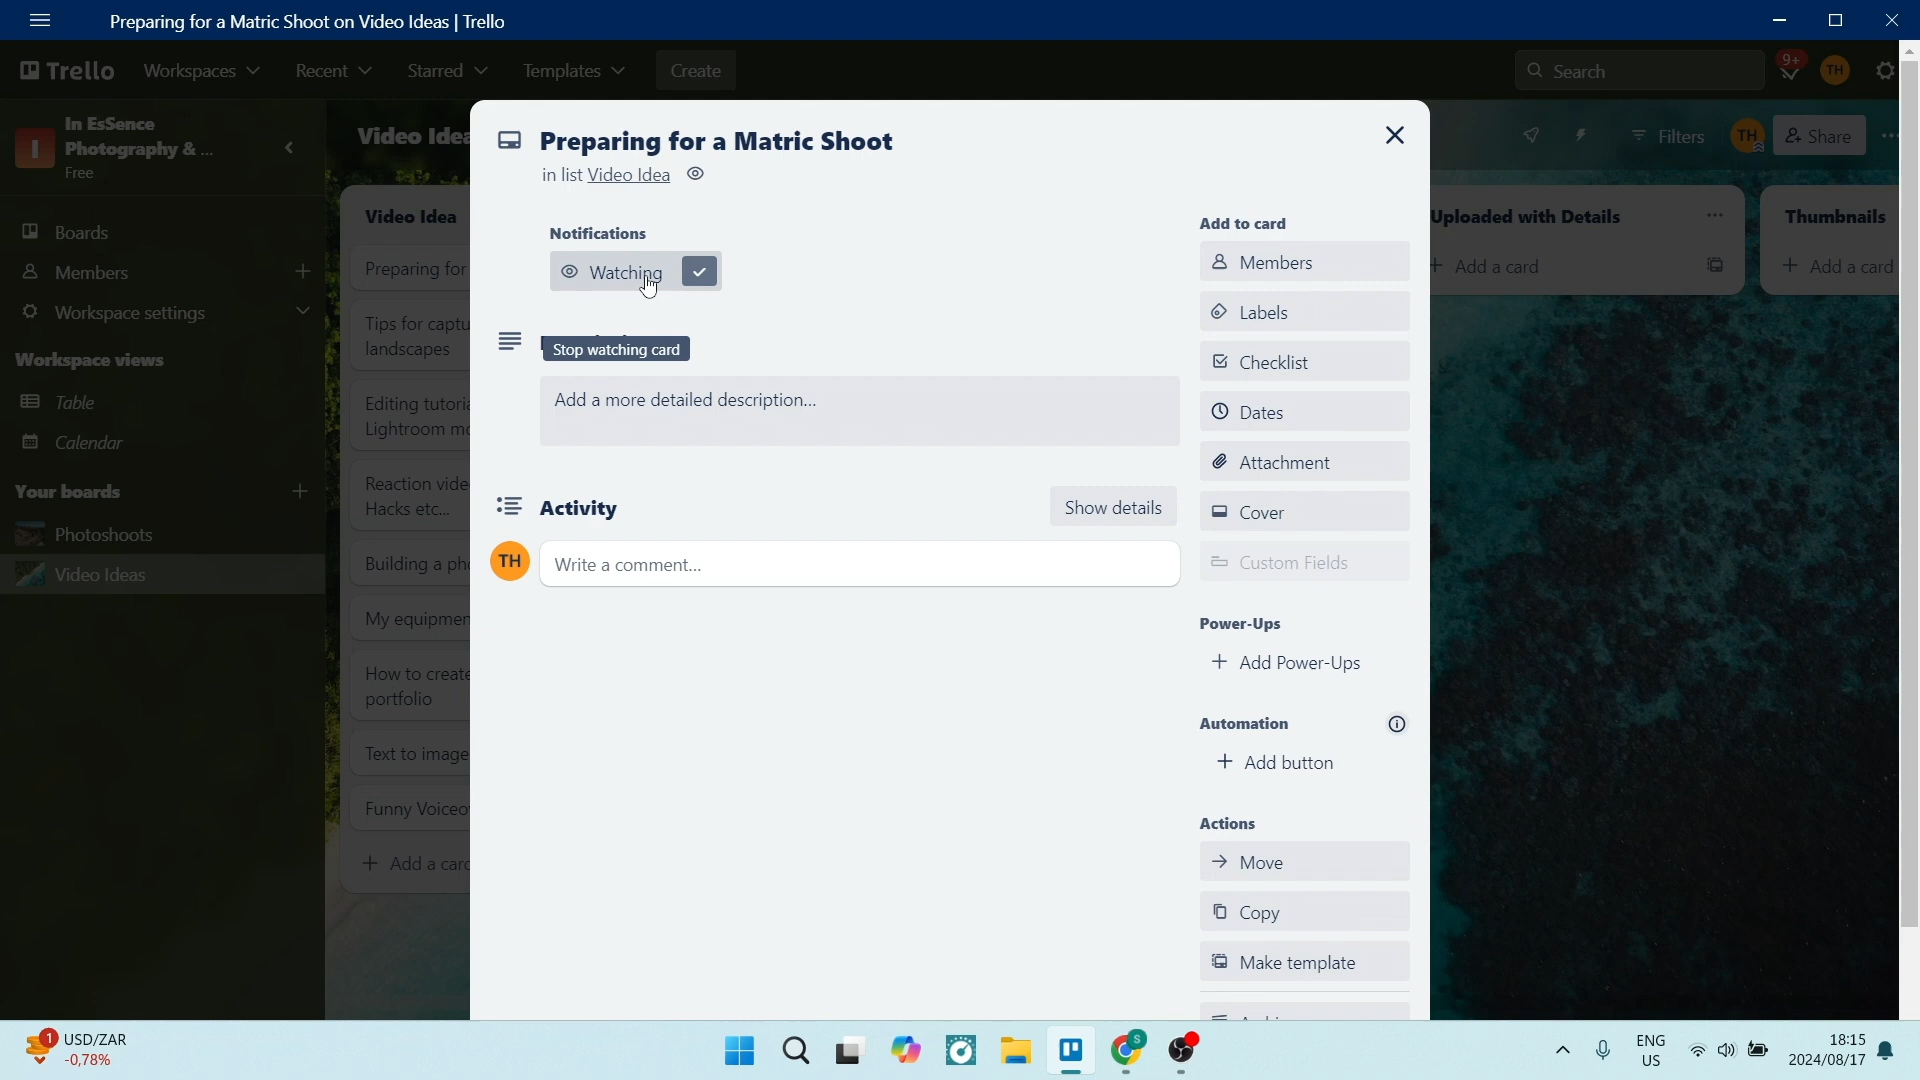 Preparing for a Matric Shoot on Video Ideas | Trello
Trello
Workspaces
Recent
Starred
Templates
Create
Search
9+
TH
I
In EsSence
Photography & ...
Free
Boards
Members
Workspace settings
Workspace views
Table
Calendar
Your boards
Photoshoots
Video Ideas
Video Idea
Filters
TH
Share
Video Idea
Preparing for
Tips for captu
landscapes
Editing tutoria
Lightroom mo
Reaction vide
Hacks etc...
Building a pho
My equipmen
How to create
portfolio
Text to image
Funny Voiceo
Add a card
Preparing for a Matric Shoot
in list Video Idea
Notifications
Watching
Stop watching card
Add a more detailed description...
Activity
Show details
TH
Write a comment...
Add to card
Members
Labels
Checklist
Dates
Attachment
Cover
Custom Fields
Power-Ups
Add Power-Ups
Automation
Add button
Actions
Move
Copy
Make template
Uploaded with Details
Add a card
Thumbnails
Add a card
1
USD/ZAR
-0,78%
S
ENG
US
18:15
2024/08/17